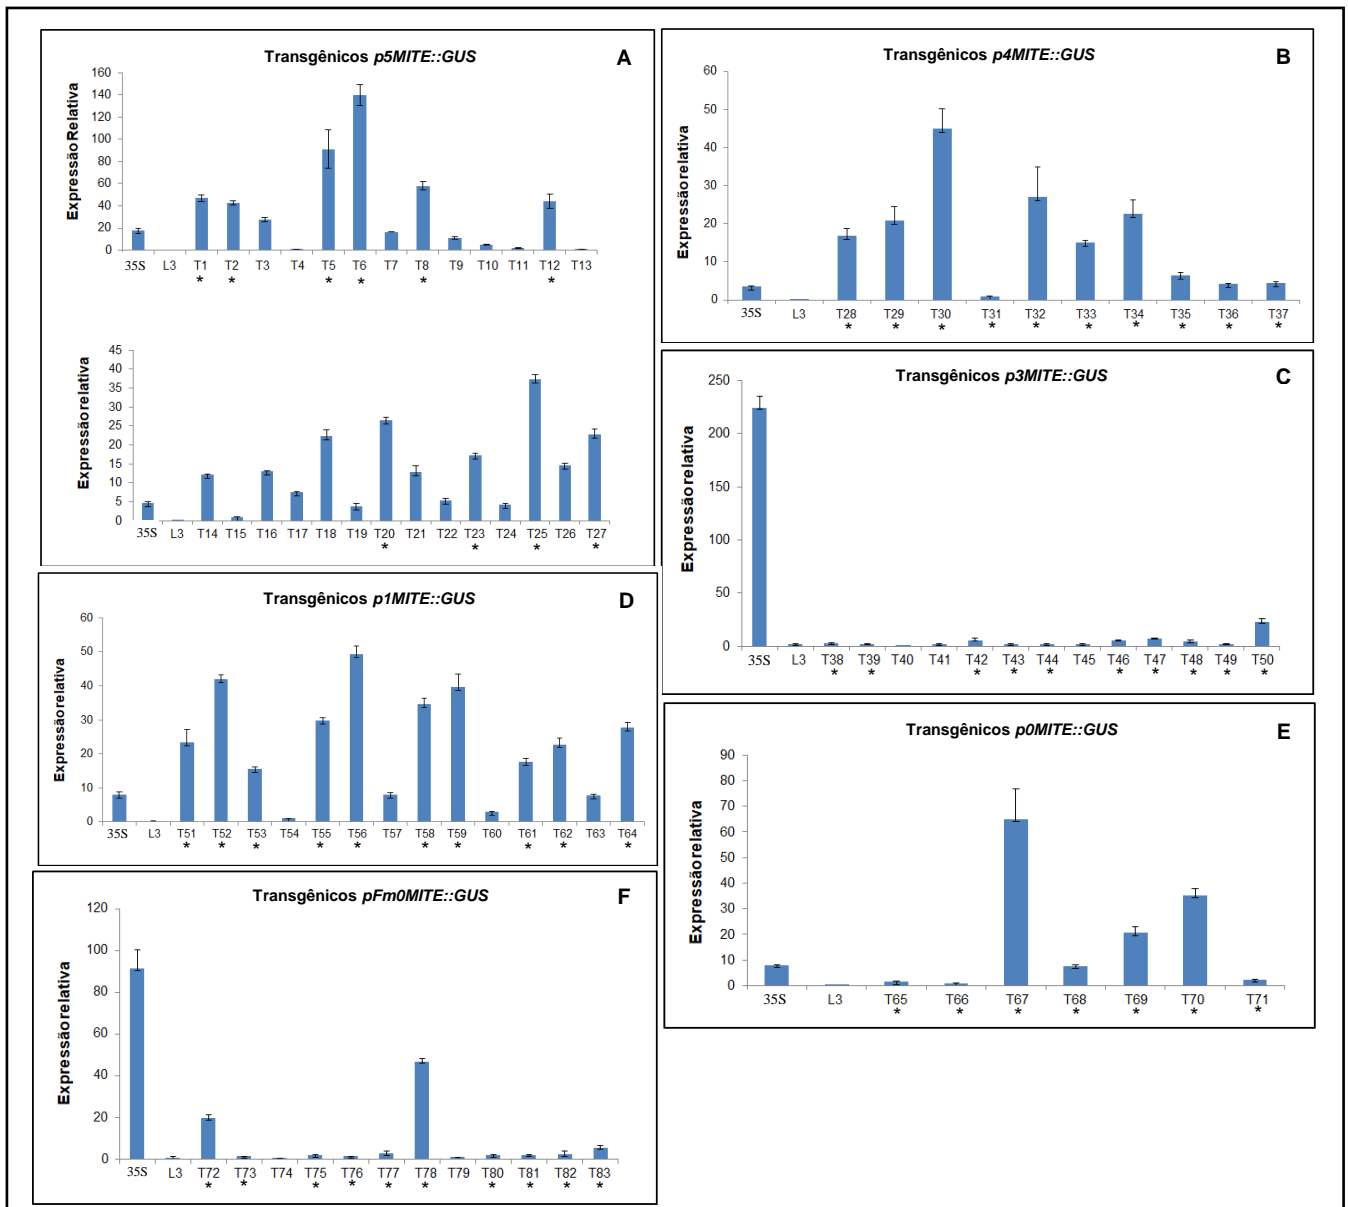 Transgênicos p5MITE::GUS A
Expressão Relativa
160
140
120
100
80
60
40
20
0
35S L3 T1 T2 T3 T4 T5 T6 T7 T8 T9 T10 T11 T12 T13
* * * * * *
Expressão relativa
45
40
35
30
25
20
15
10
5
0
35S L3 T14 T15 T16 T17 T18 T19 T20 T21 T22 T23 T24 T25 T26 T27
* * * *
Transgênicos p4MITE::GUS B
Expressão relativa
60
50
40
30
20
10
0
35S L3 T28 T29 T30 T31 T32 T33 T34 T35 T36 T37
* * * * * * * * * *
Transgênicos p3MITE::GUS C
Expressão relativa
250
200
150
100
50
0
35S L3 T38 T39 T40 T41 T42 T43 T44 T45 T46 T47 T48 T49 T50
* * * * * * * * * *
Transgênicos p1MITE::GUS D
Expressão relativa
60
50
40
30
20
10
0
35S L3 T51 T52 T53 T54 T55 T56 T57 T58 T59 T60 T61 T62 T63 T64
* * * * * * * * * *
Transgênicos p0MITE::GUS E
Expressão relativa
90
80
70
60
50
40
30
20
10
0
35S L3 T65 T66 T67 T68 T69 T70 T71
* * * * * * *
Transgênicos pFm0MITE::GUS F
Expressão relativa
120
100
80
60
40
20
0
35S L3 T72 T73 T74 T75 T76 T77 T78 T79 T80 T81 T82 T83
* * * * * * * * * *